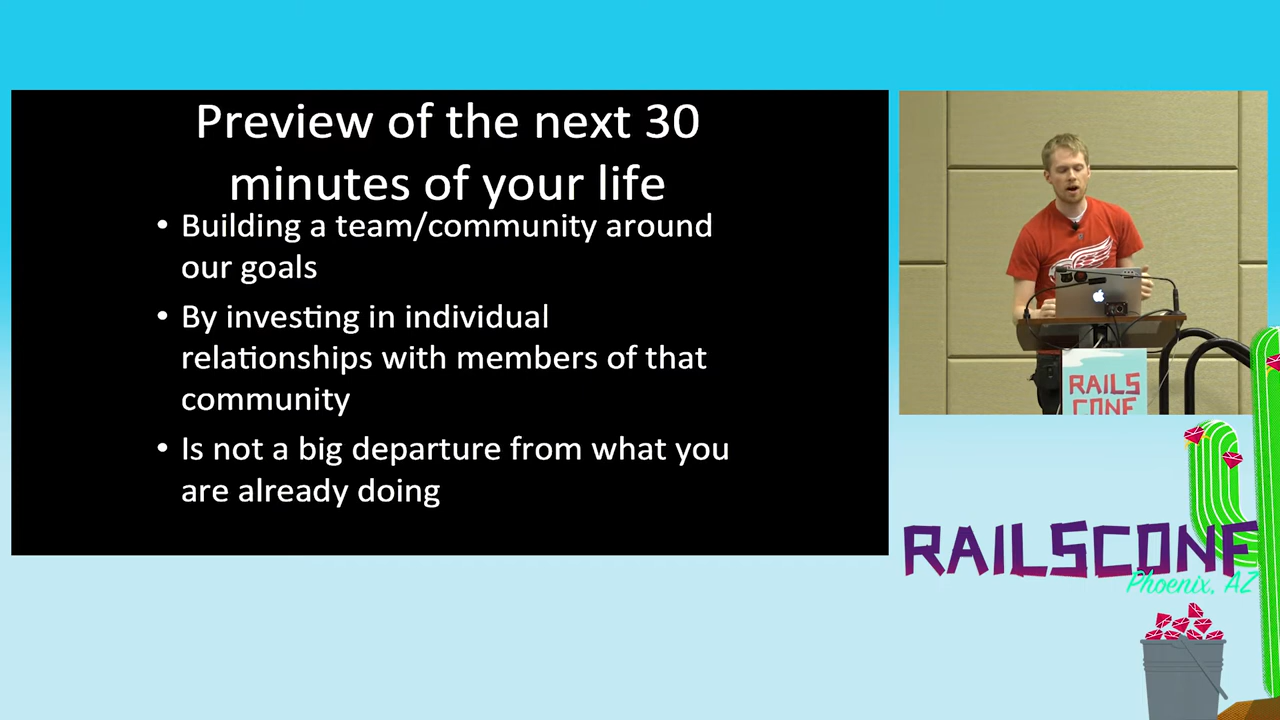 Preview of the next 30
minutes of your life
• Building a team/community around
our goals
• By investing in individual
relationships with members of that
community
• Is not a big departure from what you
are already doing
RAILS
CONF
RAILSCONF
Phoenix, AZ